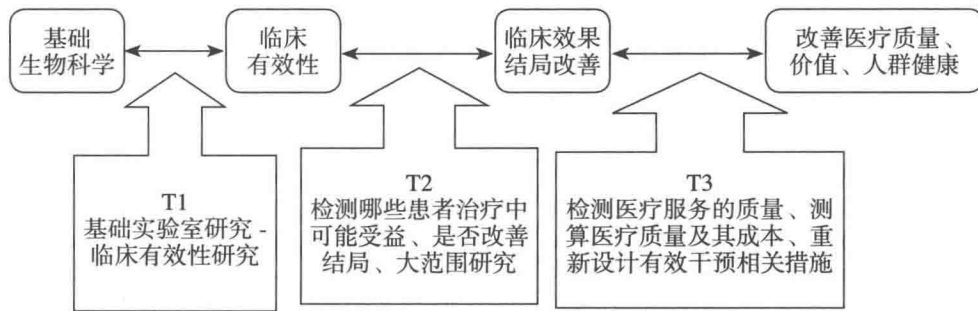 基础
生物科学
临床
有效性
临床效果
结局改善
改善医疗质量、
价值、人群健康
T1
基础实验室研究 -
临床有效性研究
T2
检测哪些患者治疗中
可能受益、是否改善
结局、大范围研究
T3
检测医疗服务的质量、测
算医疗质量及其成本、重
新设计有效干预相关措施